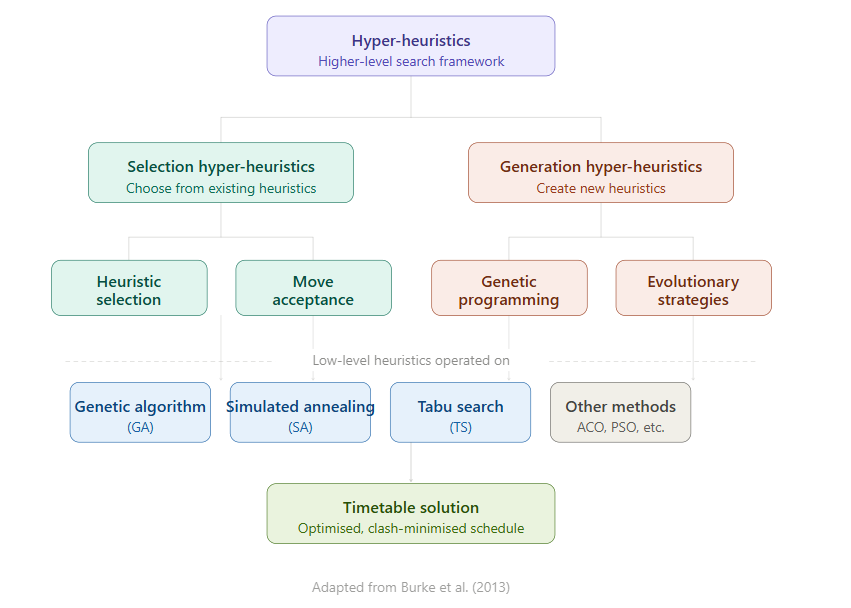 Hyper-heuristics
Higher-level search framework
Selection hyper-heuristics
Choose from existing heuristics
Generation hyper-heuristics
Create new heuristics
Heuristic
selection
Move
acceptance
Genetic
programming
Evolutionary
strategies
Low-level heuristics operated on
Genetic algorithm
(GA)
Simulated annealing
(SA)
Tabu search
(TS)
Other methods
ACO, PSO, etc.
Timetable solution
Optimised, clash-minimised schedule
Adapted from Burke et al. (2013)